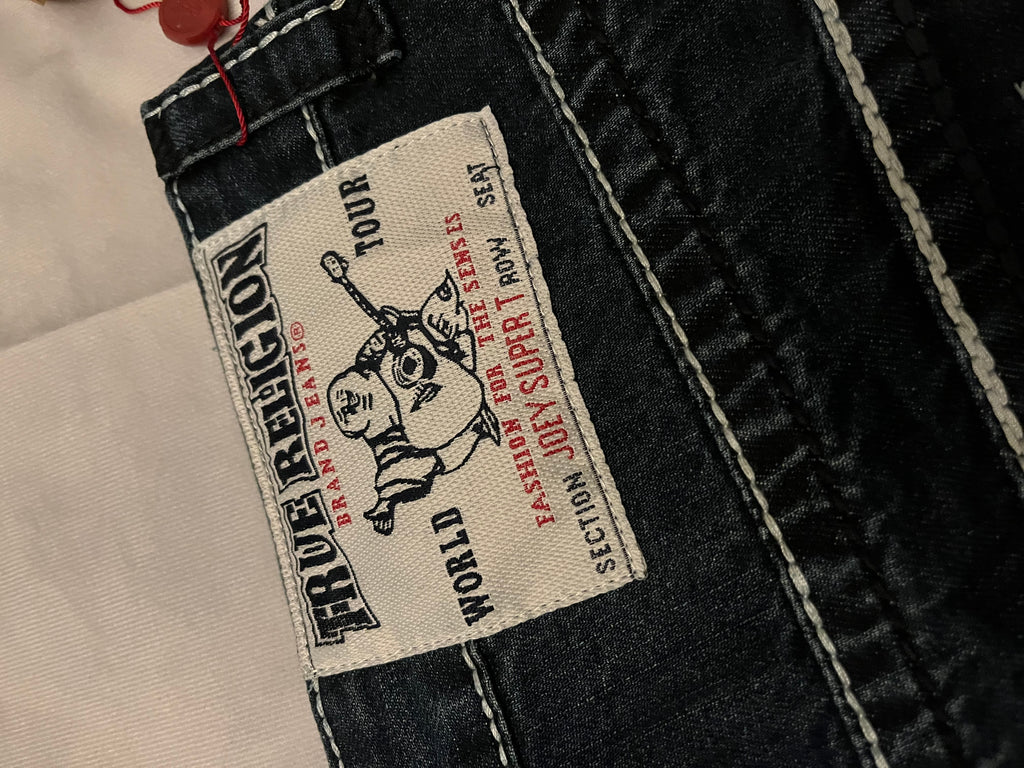 TRUE RELIGION
BRAND JEANS®
WORLD TOUR
FASHION FOR THE SENSES
JOEY SUPER T
SECTION ROW SEAT